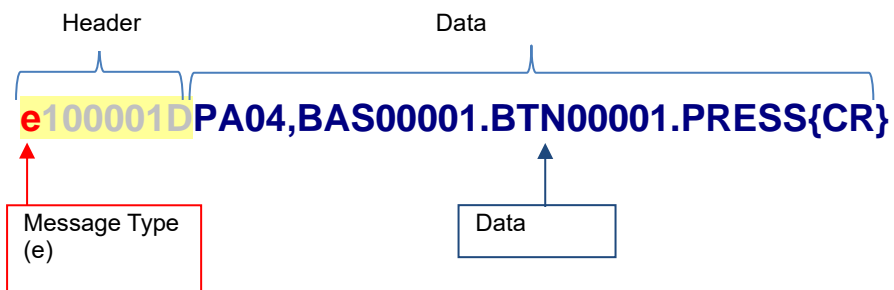 Header Data
e100001DPA04,BAS00001.BTN00001.PRESS{CR}
Message Type
(e)
Data